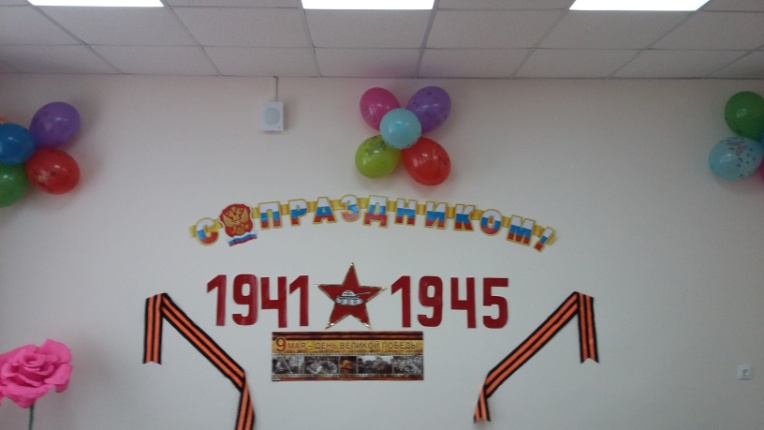 С ПРАЗДНИКОМ!
1941 1945
9 МАЯ - ДЕНЬ ВЕЛИКОЙ ПОБЕДЫ